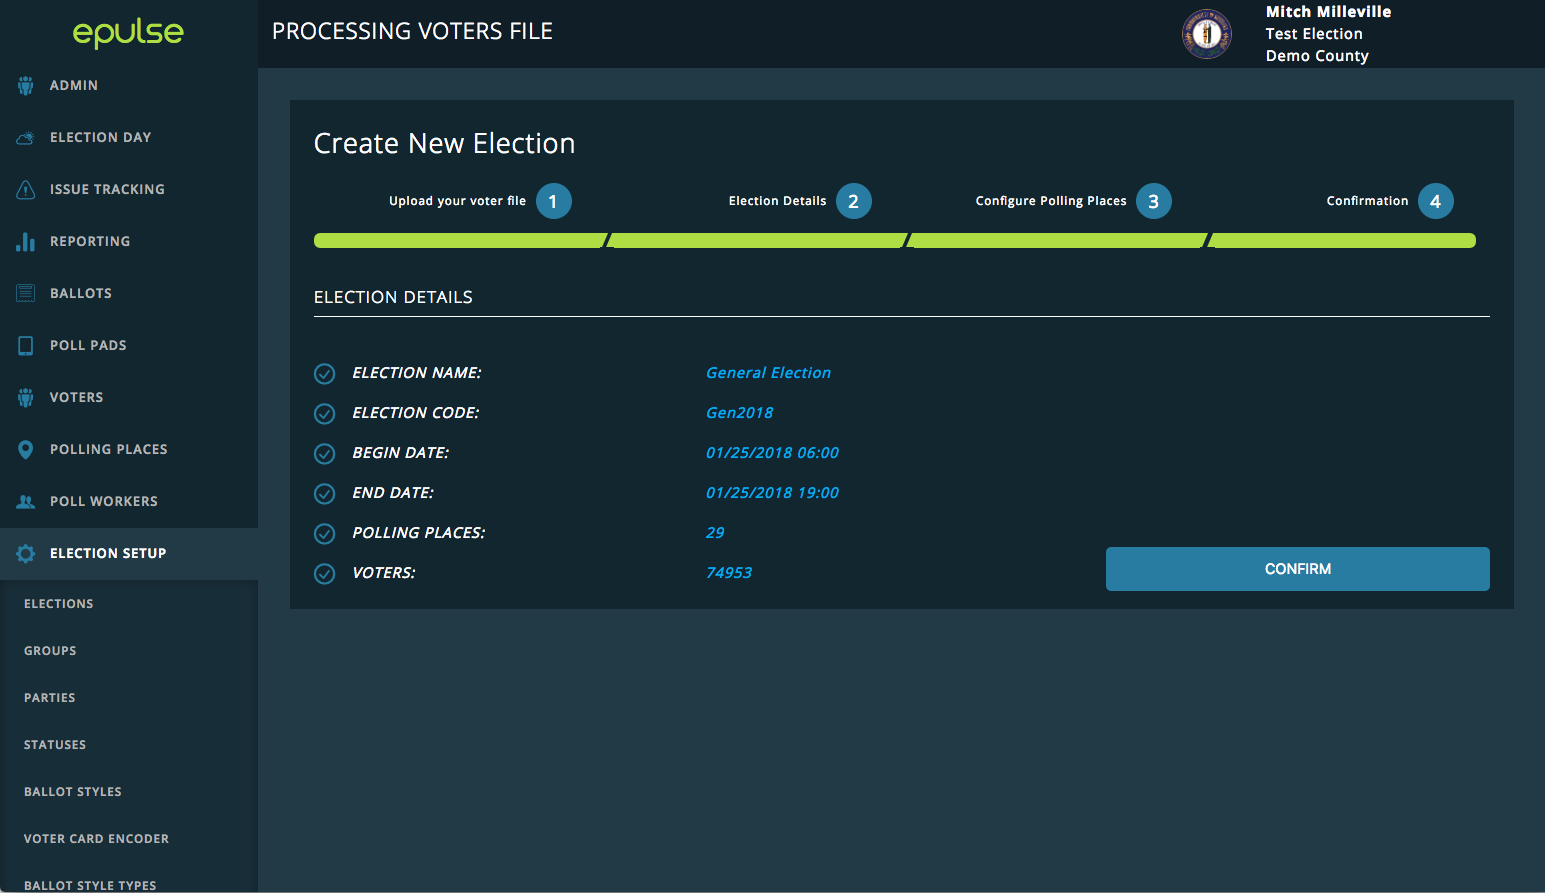 epulse
ADMIN
ELECTION DAY
ISSUE TRACKING
REPORTING
BALLOTS
POLL PADS
VOTERS
POLLING PLACES
POLL WORKERS
ELECTION SETUP
ELECTIONS
GROUPS
PARTIES
STATUSES
BALLOT STYLES
VOTER CARD ENCODER
BALLOT STYLE TYPES
PROCESSING VOTERS FILE
Mitch Milleville
Test Election
Demo County
Create New Election
Upload your voter file 1
Election Details 2
Configure Polling Places 3
Confirmation 4
ELECTION DETAILS
ELECTION NAME: General Election
ELECTION CODE: Gen2018
BEGIN DATE: 01/25/2018 06:00
END DATE: 01/25/2018 19:00
POLLING PLACES: 29
VOTERS: 74953
CONFIRM